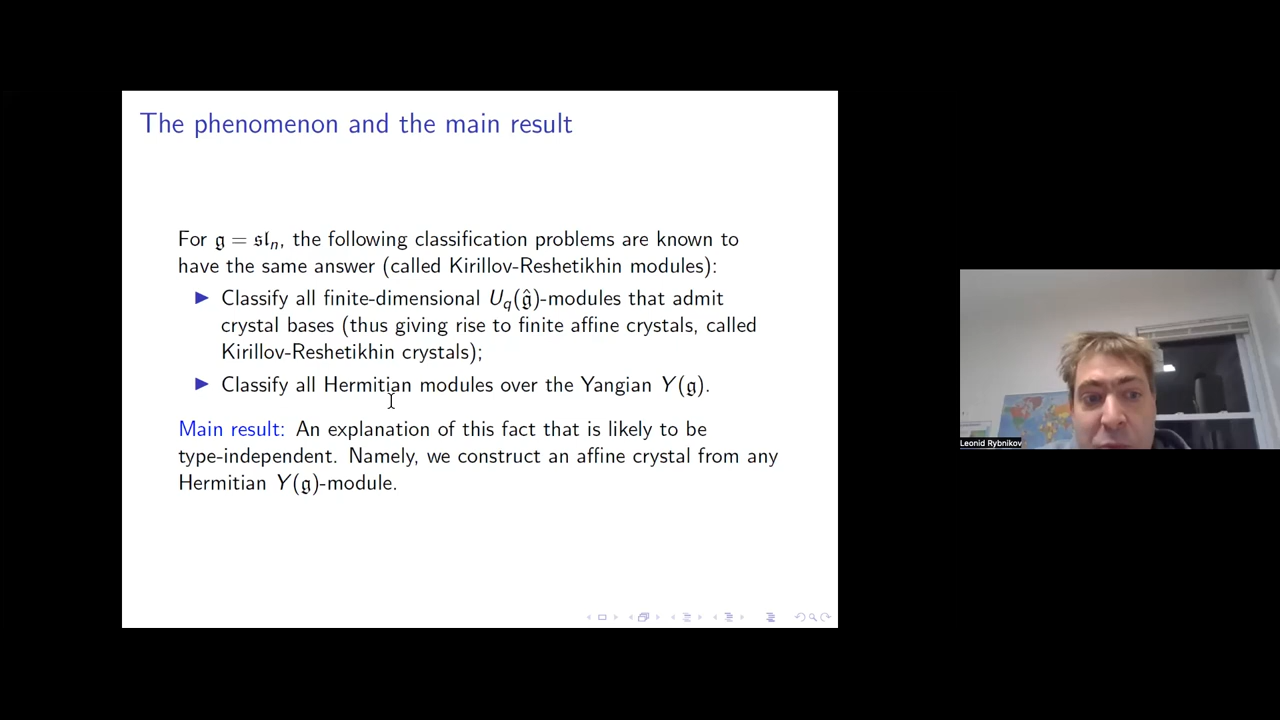 The phenomenon and the main result
For 𝔤 = 𝔰𝔩ₙ, the following classification problems are known to
have the same answer (called Kirillov-Reshetikhin modules):
▶ Classify all finite-dimensional U_q(𝔤̂)-modules that admit
crystal bases (thus giving rise to finite affine crystals, called
Kirillov-Reshetikhin crystals);
▶ Classify all Hermitian modules over the Yangian Y(𝔤).
Main result: An explanation of this fact that is likely to be
type-independent. Namely, we construct an affine crystal from any
Hermitian Y(𝔤)-module.
Leonid Rybnikov